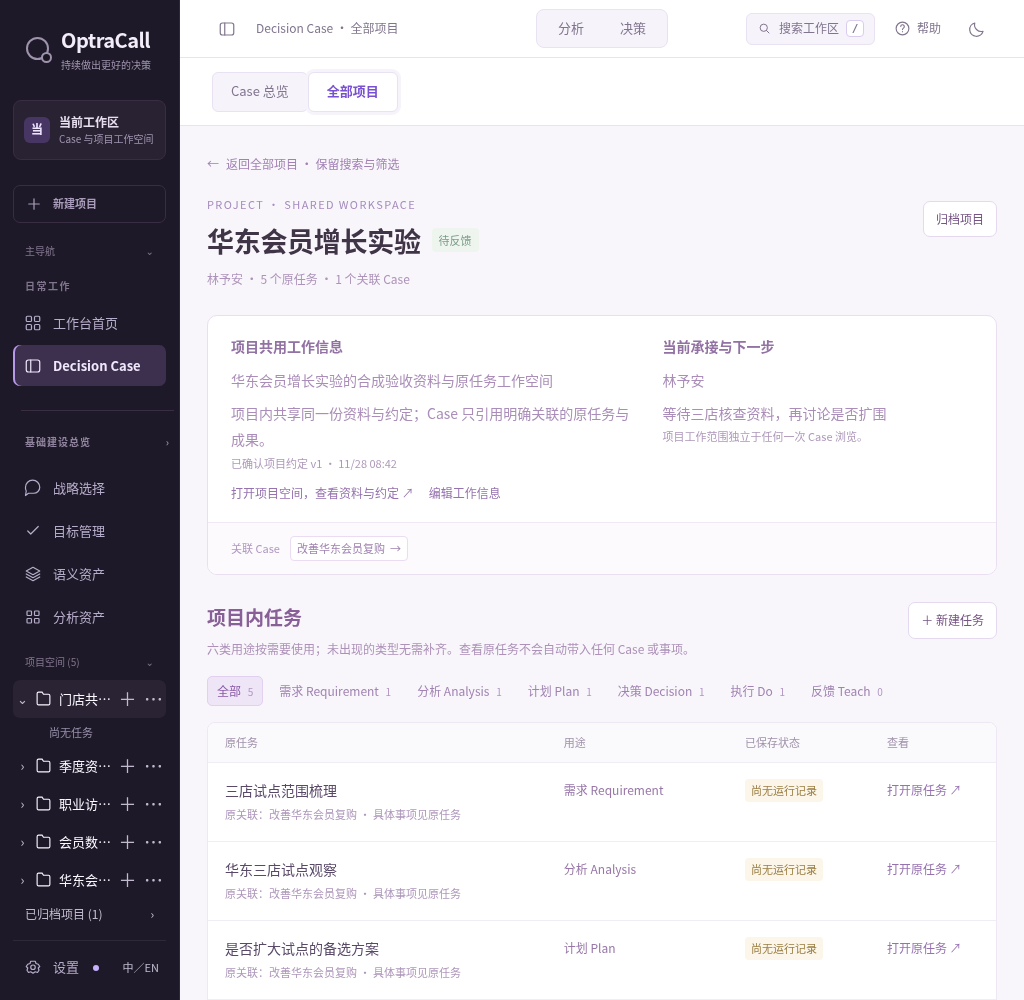 OptraCall
持续做出更好的决策
当
当前工作区
Case 与项目工作空间
新建项目
主导航
日常工作
工作台首页
Decision Case
基础建设总览
战略选择
目标管理
语义资产
分析资产
项目空间 (5)
门店共…
尚无任务
季度资…
职业访…
会员数…
华东会…
已归档项目 (1)
设置
中／EN
Decision Case · 全部项目
分析
决策
搜索工作区 /
帮助
Case 总览
全部项目
← 返回全部项目 · 保留搜索与筛选
PROJECT · SHARED WORKSPACE
华东会员增长实验 待反馈
林予安 · 5 个原任务 · 1 个关联 Case
归档项目
项目共用工作信息
华东会员增长实验的合成验收资料与原任务工作空间
项目内共享同一份资料与约定；Case 只引用明确关联的原任务与
成果。
已确认项目约定 v1 · 11/28 08:42
打开项目空间，查看资料与约定 ↗ 编辑工作信息
当前承接与下一步
林予安
等待三店核查资料，再讨论是否扩围
项目工作范围独立于任何一次 Case 浏览。
关联 Case 改善华东会员复购 →
项目内任务
六类用途按需要使用；未出现的类型无需补齐。查看原任务不会自动带入任何 Case 或事项。
＋ 新建任务
全部 5 需求 Requirement 1 分析 Analysis 1 计划 Plan 1 决策 Decision 1 执行 Do 1 反馈 Teach 0
原任务 用途 已保存状态 查看
三店试点范围梳理 需求 Requirement 尚无运行记录 打开原任务 ↗
原关联：改善华东会员复购 · 具体事项见原任务
华东三店试点观察 分析 Analysis 尚无运行记录 打开原任务 ↗
原关联：改善华东会员复购 · 具体事项见原任务
是否扩大试点的备选方案 计划 Plan 尚无运行记录 打开原任务 ↗
原关联：改善华东会员复购 · 具体事项见原任务